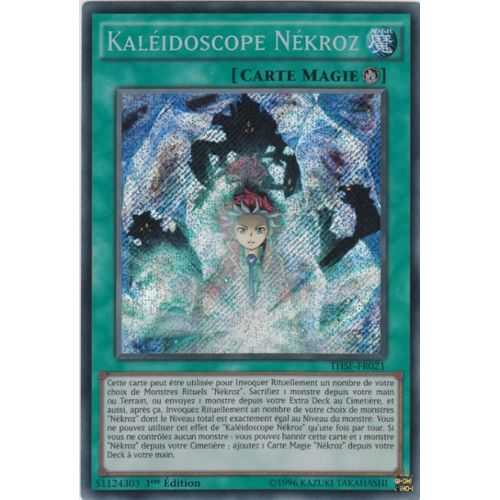 KALÉIDOSCOPE NÉKROZ
MAGIE
魔
[CARTE MAGIE]
THSF-FR021
Cette carte peut être utilisée pour Invoquer Rituellement un nombre de votre
choix de Monstres Rituels "Nékroz". Sacrifiez 1 monstre depuis votre main
ou Terrain, ou envoyez 1 monstre depuis votre Extra Deck au Cimetière, et
aussi, après ça, Invoquez Rituellement un nombre de votre choix de monstres
"Nékroz" dont le Niveau total est exactement égal au Niveau du monstre. Vous
ne pouvez utiliser cet effet de "Kaléidoscope Nékroz" qu'une fois par tour. Si
vous ne contrôlez aucun monstre : vous pouvez bannir cette carte et 1 monstre
"Nékroz" depuis votre Cimetière ; ajoutez 1 Carte Magie "Nékroz" depuis votre
Deck à votre main.
51124303 1ère Édition
©1996 KAZUKI TAKAHASHI